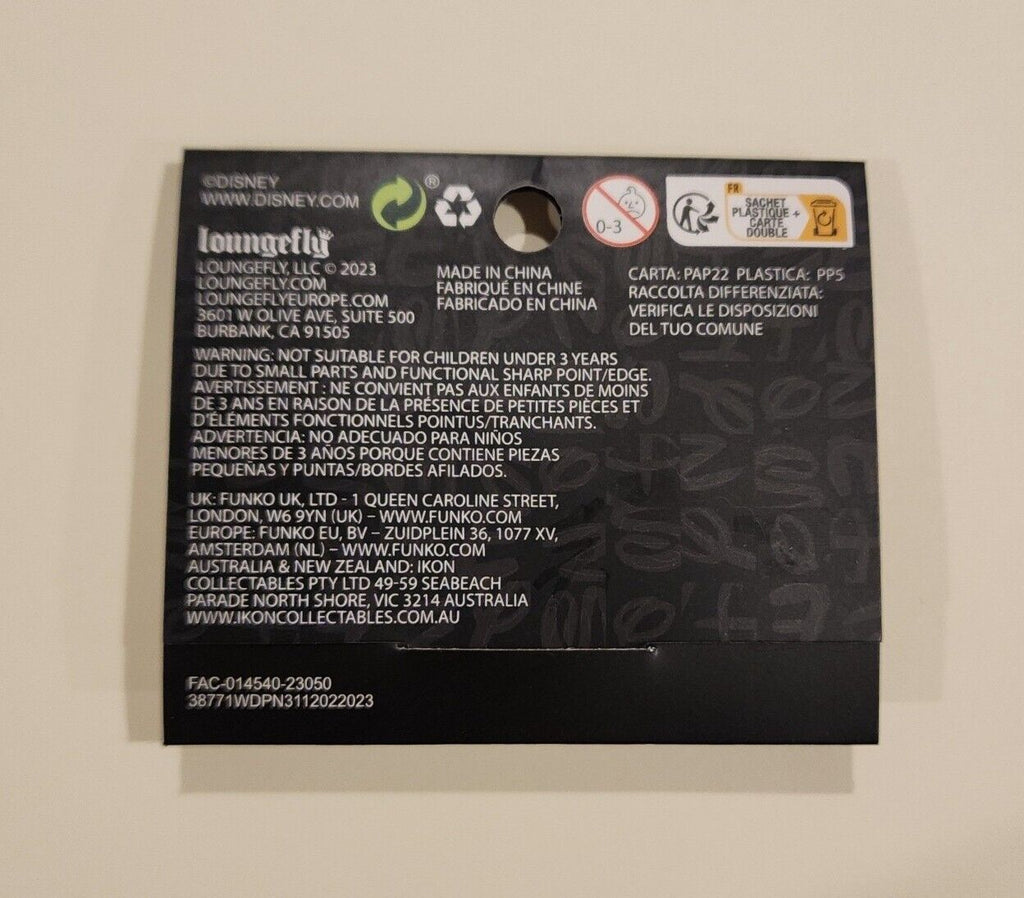 ©DISNEY
WWW.DISNEY.COM
®
0-3
FR
SACHET
PLASTIQUE +
CARTE
DOUBLE
loungefly
LOUNGEFLY, LLC © 2023
LOUNGEFLY.COM
LOUNGEFLYEUROPE.COM
3601 W OLIVE AVE, SUITE 500
BURBANK, CA 91505
MADE IN CHINA
FABRIQUÉ EN CHINE
FABRICADO EN CHINA
CARTA: PAP22 PLASTICA: PP5
RACCOLTA DIFFERENZIATA:
VERIFICA LE DISPOSIZIONI
DEL TUO COMUNE
WARNING: NOT SUITABLE FOR CHILDREN UNDER 3 YEARS
DUE TO SMALL PARTS AND FUNCTIONAL SHARP POINT/EDGE.
AVERTISSEMENT : NE CONVIENT PAS AUX ENFANTS DE MOINS
DE 3 ANS EN RAISON DE LA PRÉSENCE DE PETITES PIÈCES ET
D'ÉLÉMENTS FONCTIONNELS POINTUS/TRANCHANTS.
ADVERTENCIA: NO ADECUADO PARA NIÑOS
MENORES DE 3 AÑOS PORQUE CONTIENE PIEZAS
PEQUEÑAS Y PUNTAS/BORDES AFILADOS.
UK: FUNKO UK, LTD - 1 QUEEN CAROLINE STREET,
LONDON, W6 9YN (UK) – WWW.FUNKO.COM
EUROPE: FUNKO EU, BV – ZUIDPLEIN 36, 1077 XV,
AMSTERDAM (NL) – WWW.FUNKO.COM
AUSTRALIA & NEW ZEALAND: IKON
COLLECTABLES PTY LTD 49-59 SEABEACH
PARADE NORTH SHORE, VIC 3214 AUSTRALIA
WWW.IKONCOLLECTABLES.COM.AU
FAC-014540-23050
38771WDPN3112022023